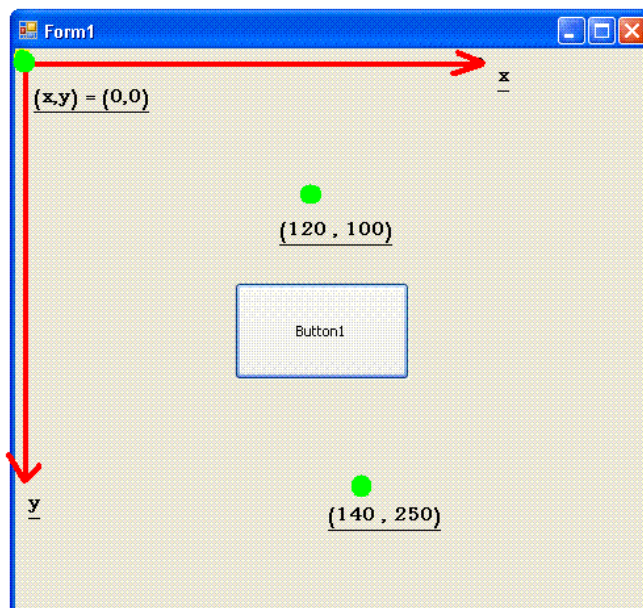 Form1
x
(x,y) = (0,0)
(120 , 100)
Button1
y
(140 , 250)